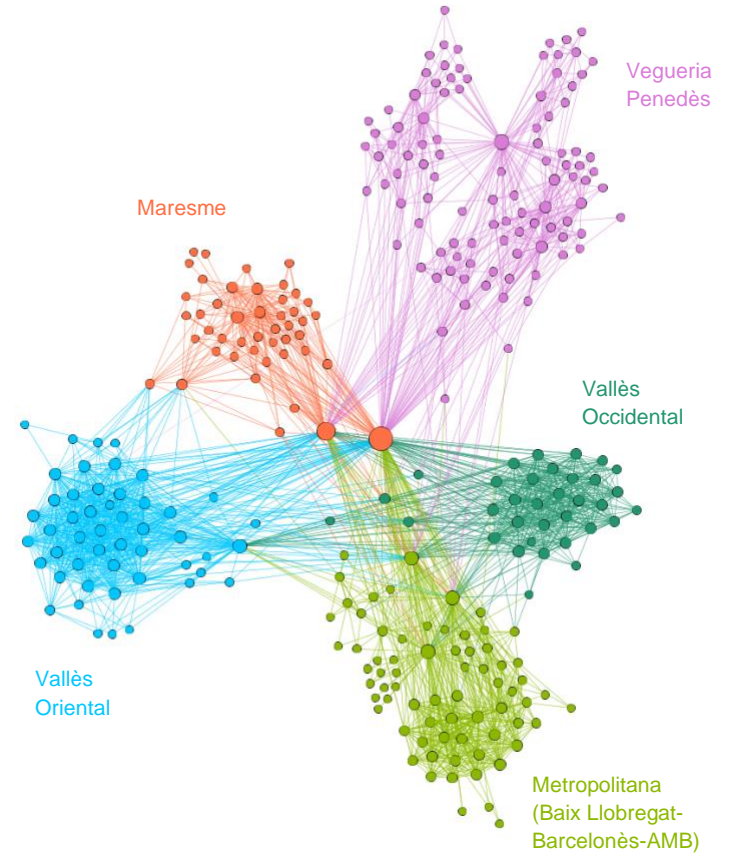 Vegueria
Penedès
Maresme
Vallès
Occidental
Vallès
Oriental
Metropolitana
(Baix Llobregat-
Barcelonès-AMB)